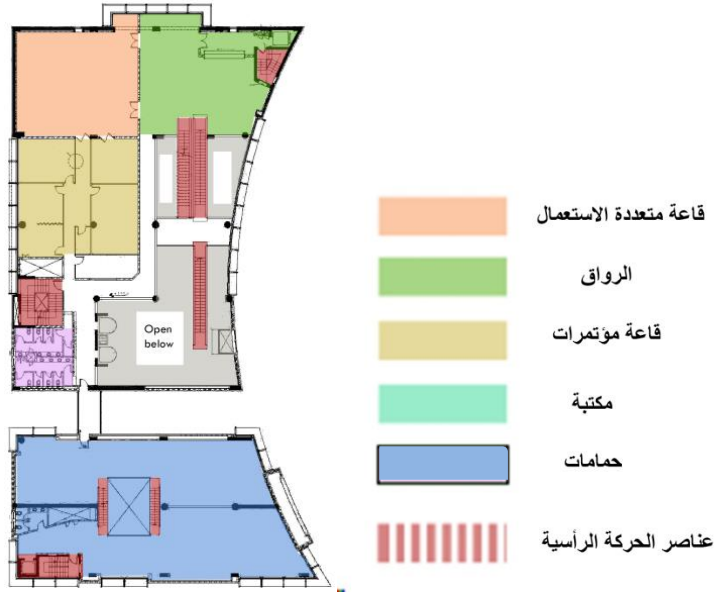 قاعة متعددة الاستعمال
الرواق
قاعة مؤتمرات
مكتبة
حمامات
عناصر الحركة الرأسية
Open
below